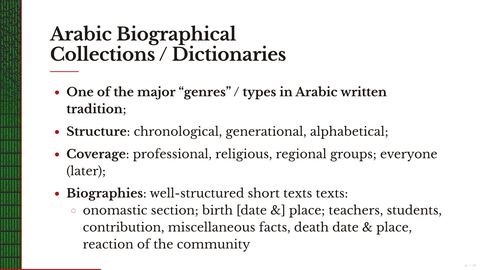 Arabic Biographical
Collections / Dictionaries
• One of the major “genres” / types in Arabic written
tradition;
• Structure: chronological, generational, alphabetical;
• Coverage: professional, religious, regional groups; everyone
(later);
• Biographies: well-structured short texts texts:
○ onomastic section; birth [date &] place; teachers, students,
contribution, miscellaneous facts, death date & place,
reaction of the community